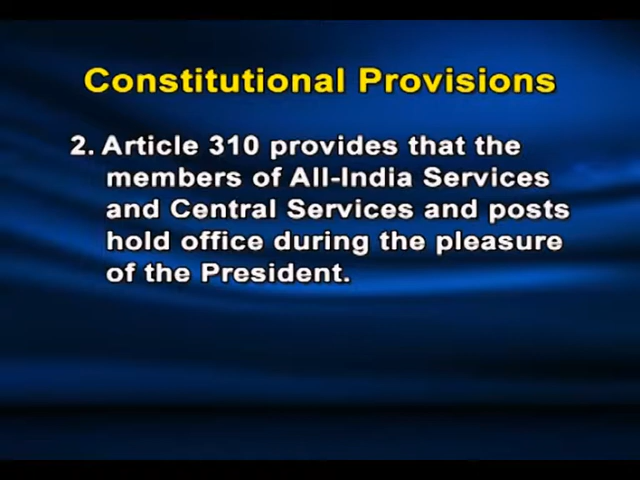 Constitutional Provisions
2. Article 310 provides that the
members of All-India Services
and Central Services and posts
hold office during the pleasure
of the President.